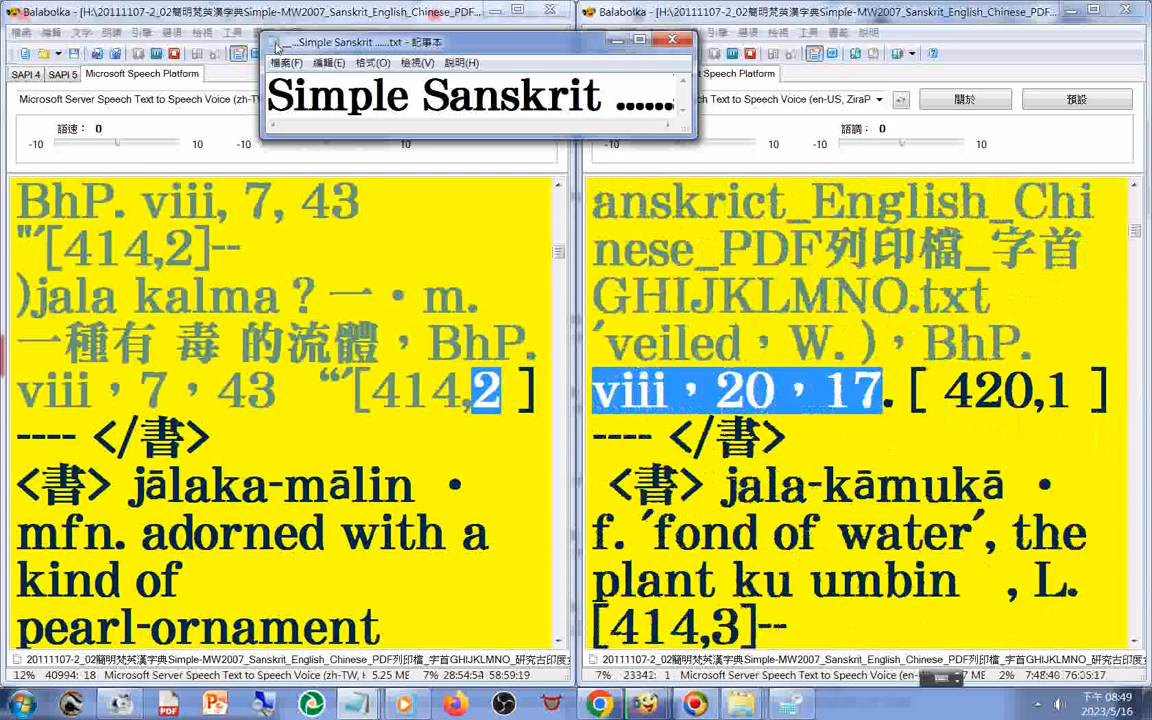 Balabolka - [H:\20111107-2_02簡明梵英漢字典Simple-MW2007_Sanskrit_English_Chinese_PDF...
Balabolka - [H:\20111107-2_02簡明梵英漢字典Simple-MW2007_Sanskrit_English_Chinese_PDF...
...Simple Sanskrit ......txt - 記事本
檔案(F) 編輯(E) 格式(O) 檢視(V) 說明(H)
Simple Sanskrit ......
SAPI 4 SAPI 5 Microsoft Speech Platform
Speech Platform
Microsoft Server Speech Text to Speech Voice (zh-TW
Microsoft Server Speech Text to Speech Voice (en-US, ZiraP
關於
預設
語速： 0
語調： 0
-10 10 -10 10
-10 10
BhP. viii, 7, 43
"′[414,2]--
)jala kalma？一‧m.
一種有 毒 的流體，BhP.
viii，7，43 “′[414,2 ]
---- </書>
<書> jālaka-mālin ‧
mfn. adorned with a
kind of
pearl-ornament
anskrict_English_Chi
nese_PDF列印檔_字首
GHIJKLMNO.txt
′veiled，W. )，BhP.
viii，20，17. [ 420,1 ]
---- </書>
<書> jala-kāmukā ‧
f. ′fond of water′, the
plant ku umbin , L.
[414,3]--
20111107-2_02簡明梵英漢字典Simple-MW2007_Sanskrit_English_Chinese_PDF列印檔_字首GHIJKLMNO_研究古印度
20111107-2_02簡明梵英漢字典Simple-MW2007_Sanskrit_English_Chinese_PDF列印檔_字首GHIJKLMNO_研究古印度
12% 40994: 18 Microsoft Server Speech Text to Speech Voice (zh-TW, 5.25 ME 7% 28:54:54 58:59:19
7% 23342: 1 Microsoft Server Speech Text to Speech Voice
2% 7:48:48 76:05:17
下午 08:49
2023/5/16